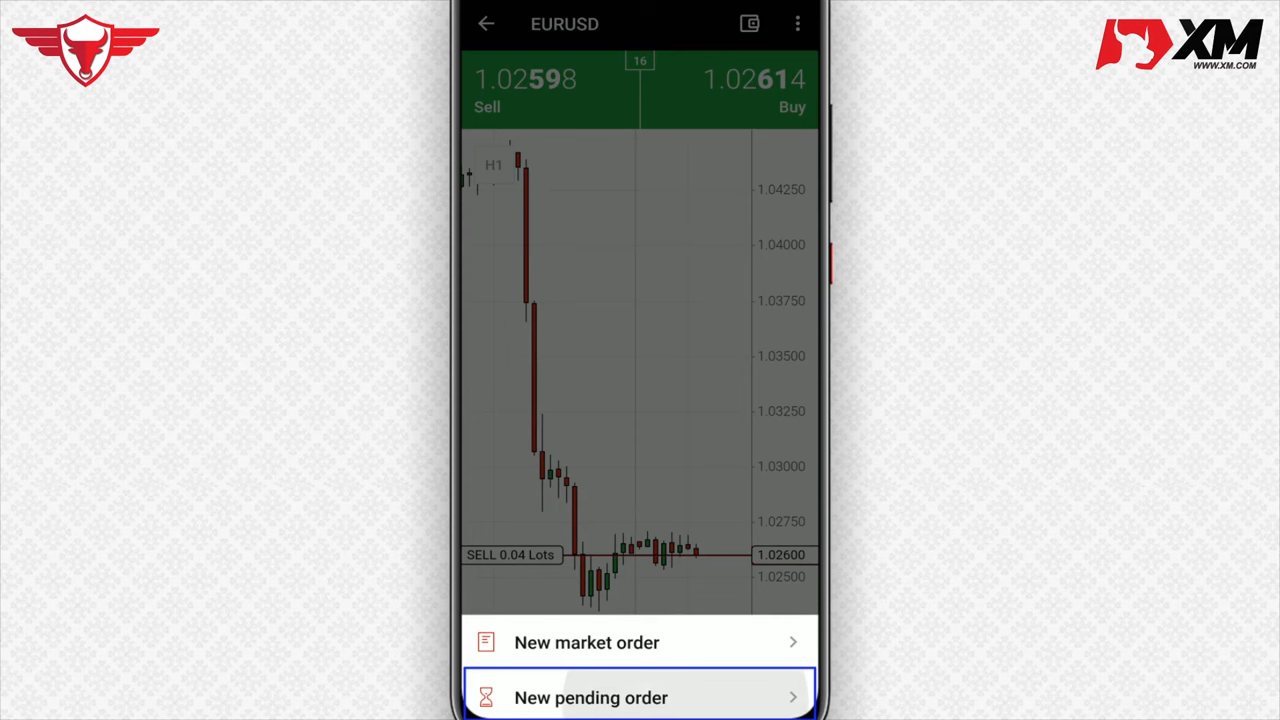 XM
WWW.XM.COM
EURUSD
16
1.02598
1.02614
Sell
Buy
H1
1.04250
1.04000
1.03750
1.03500
1.03250
1.03000
1.02750
SELL 0.04 Lots
1.02600
1.02500
New market order
New pending order